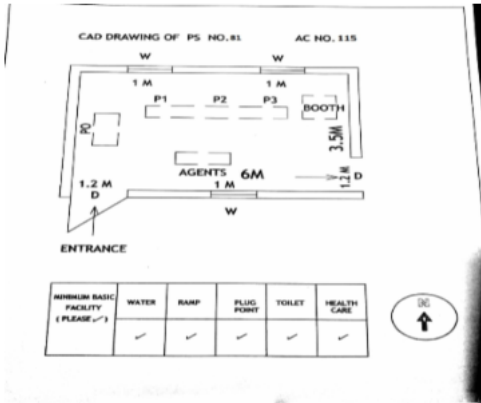 CAD DRAWING OF PS NO.81 AC NO. 115
W W
1 M 1 M
P1 P2 P3
BOOTH
PO
3.5M
AGENTS 6M
1.2 M 1 M 1.2 M D
D
W
ENTRANCE
MINIMUM BASIC FACILITY ( PLEASE ✓ ) WATER RAMP PLUG POINT TOILET HEALTH CARE
✓ ✓ ✓ ✓ ✓
N